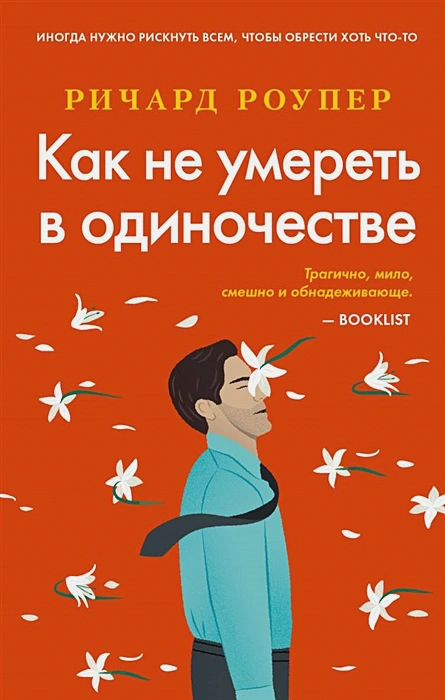 ИНОГДА НУЖНО РИСКНУТЬ ВСЕМ, ЧТОБЫ ОБРЕСТИ ХОТЬ ЧТО-ТО
РИЧАРД РОУПЕР
Как не умереть
в одиночестве
Трагично, мило,
смешно и обнадеживающе.
— BOOKLIST